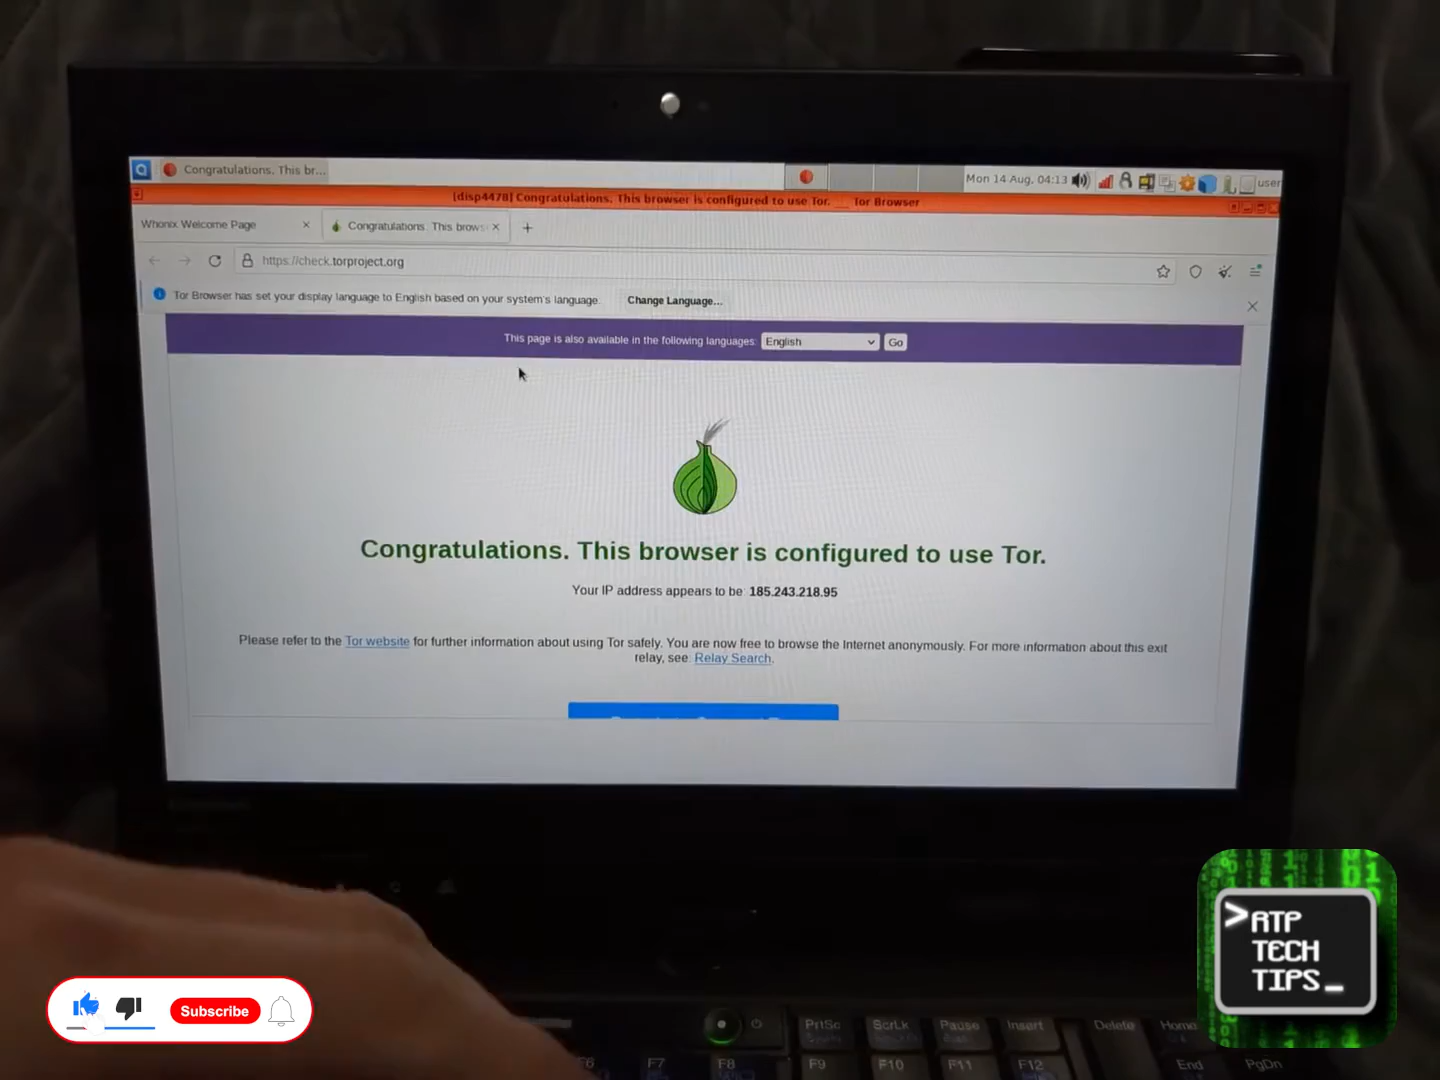 Congratulations. This br...
Mon 14 Aug, 04:13
user
[disp4478] Congratulations. This browser is configured to use Tor. __ Tor Browser
Whonix Welcome Page
Congratulations. This brows
https://check.torproject.org
Tor Browser has set your display language to English based on your system's language.
Change Language...
This page is also available in the following languages:
English
Go
Congratulations. This browser is configured to use Tor.
Your IP address appears to be: 185.243.218.95
Please refer to the Tor website for further information about using Tor safely. You are now free to browse the Internet anonymously. For more information about this exit
relay, see: Relay Search.
>ATP
TECH
TIPS_
Subscribe
PrtSc
ScrLk
Pause
Insert
Delete
Home
F6
F7
F8
F9
F10
F11
F12
End
PgDn